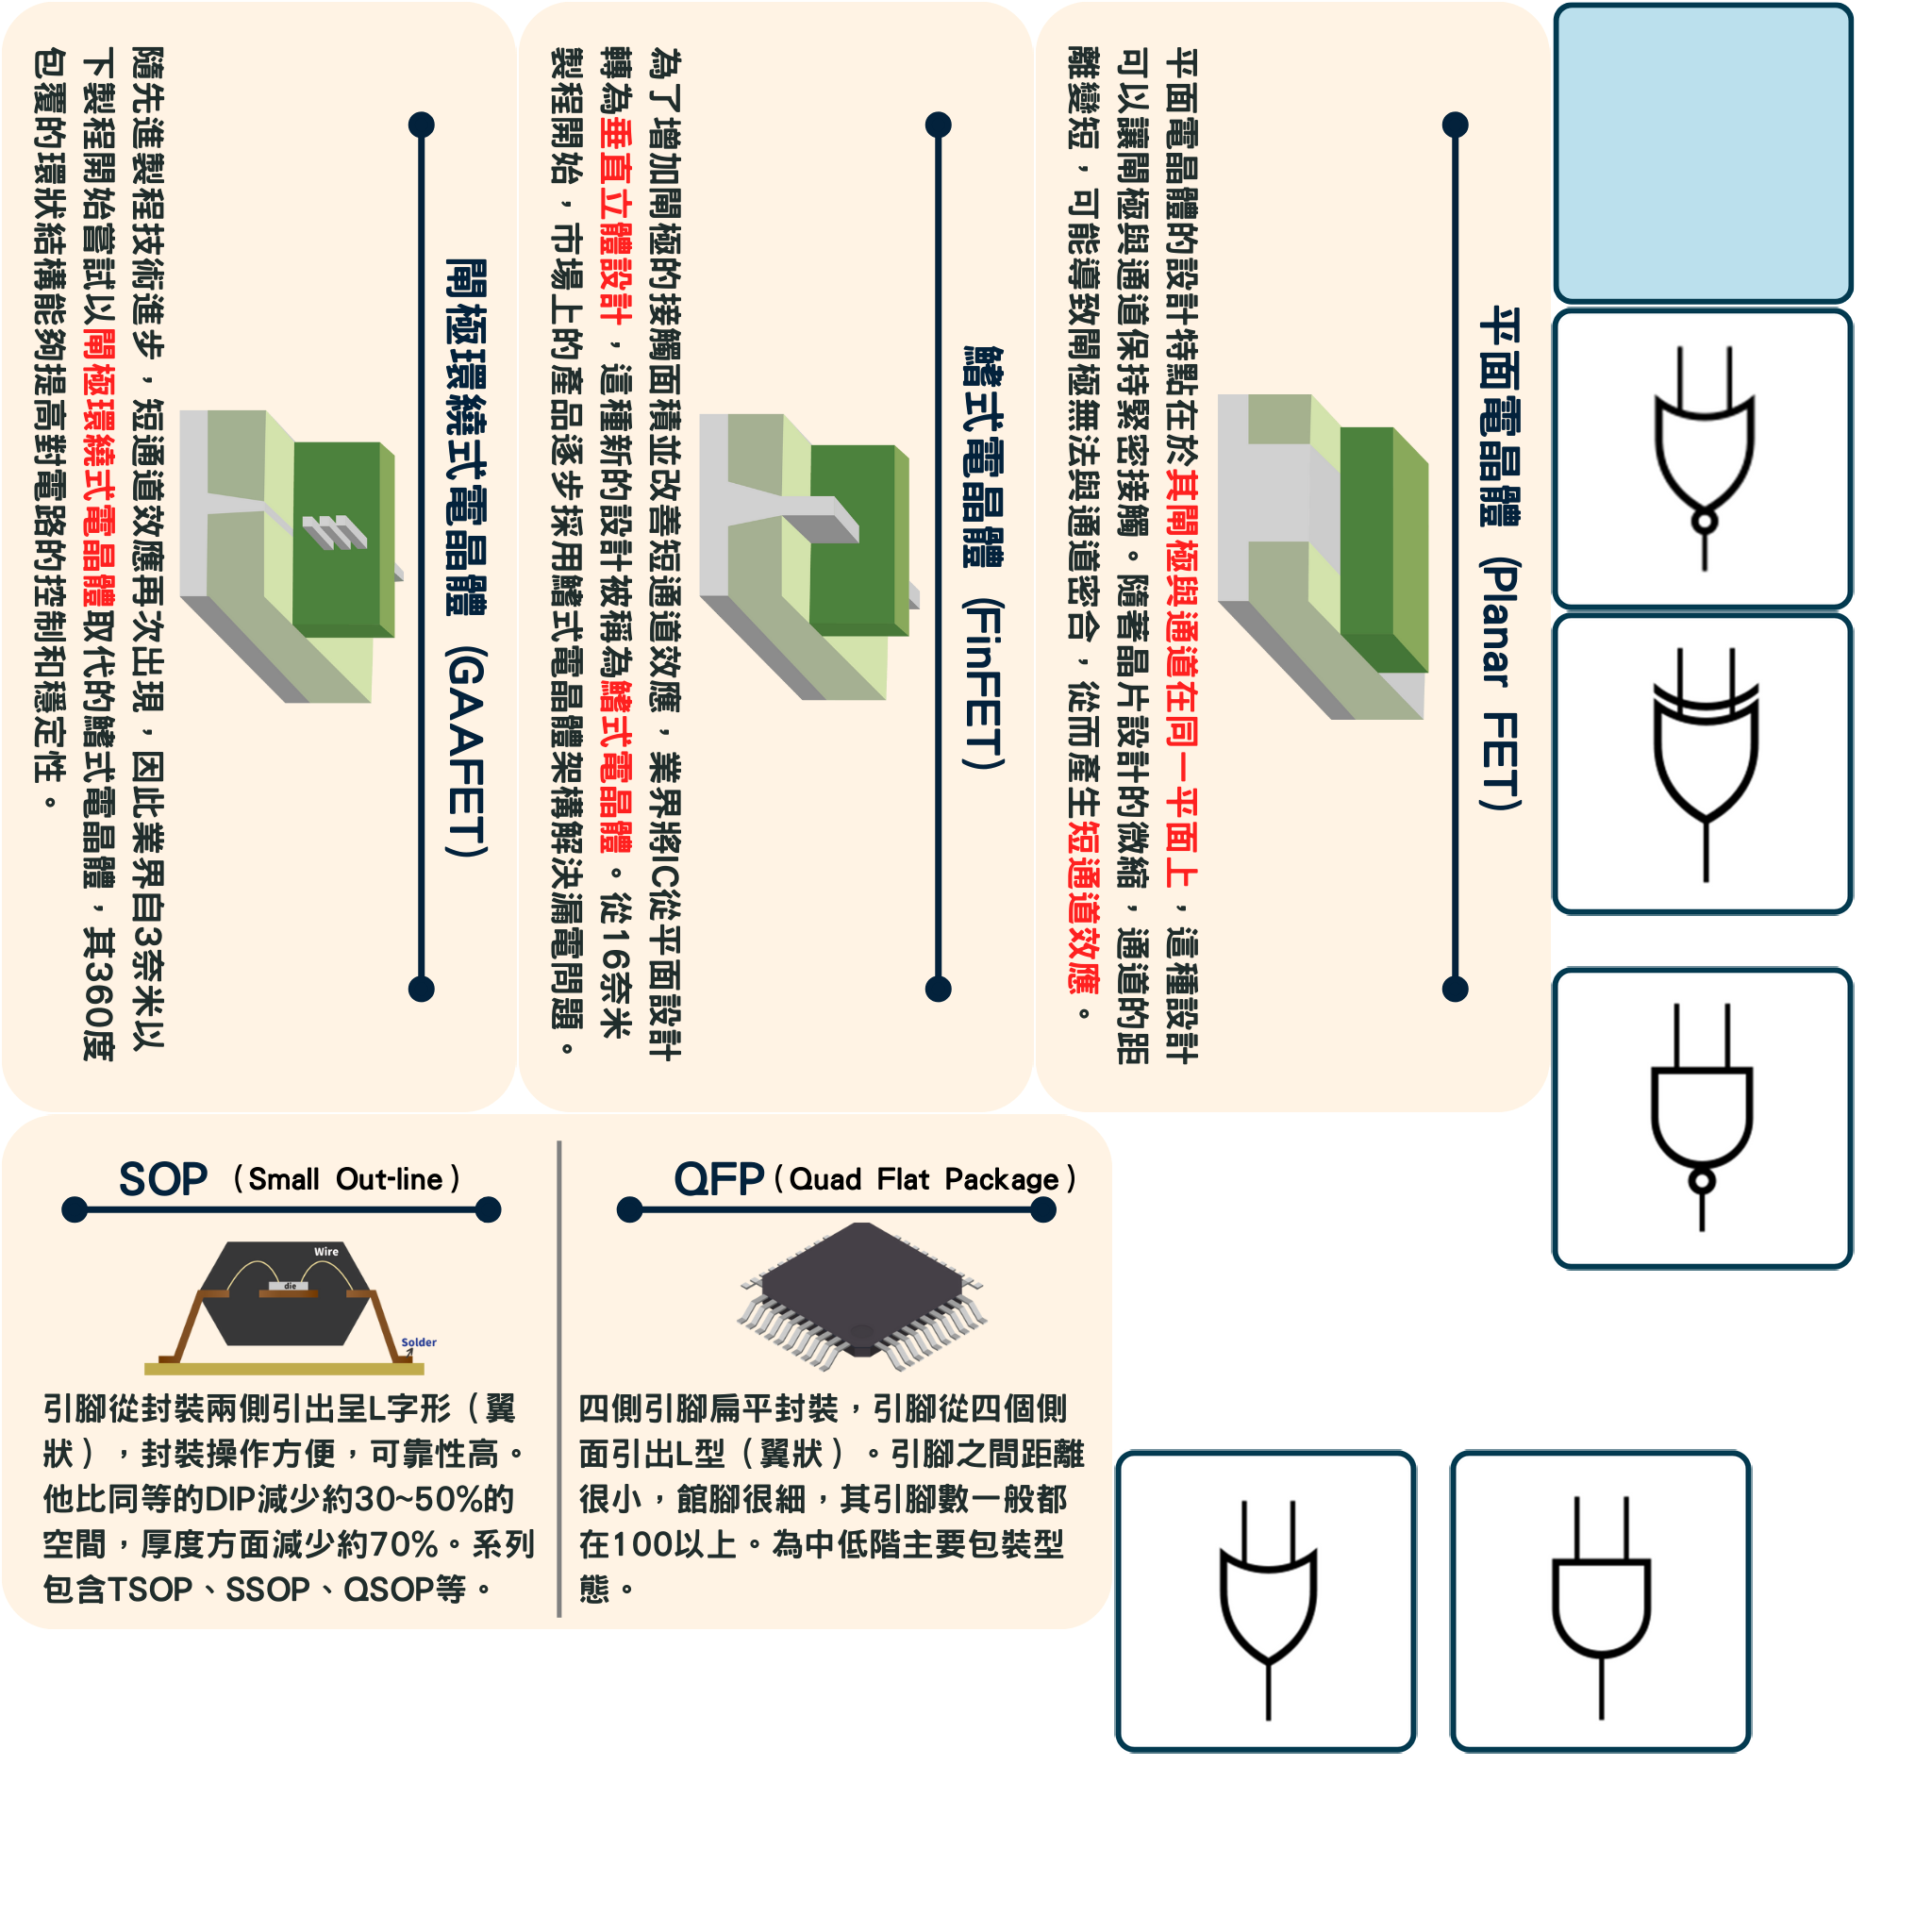 平面電晶體 (Planar FET)
平面電晶體的設計特點在於其閘極與通道在同一平面上，這種設計
可以讓閘極與通道保持緊密接觸。隨著晶片設計的微縮，通道的距
離變短，可能導致閘極無法與通道密合，從而產生短通道效應。
鰭式電晶體 (FinFET)
為了增加閘極的接觸面積並改善短通道效應，業界將IC從平面設計
轉為垂直立體設計，這種新的設計被稱為鰭式電晶體。從16奈米
製程開始，市場上的產品逐步採用鰭式電晶體架構解決漏電問題。
閘極環繞式電晶體 (GAAFET)
隨先進製程技術進步，短通道效應再次出現，因此業界自3奈米以
下製程開始嘗試以閘極環繞式電晶體取代的鰭式電晶體，其360度
包覆的環狀結構能夠提高對電路的控制和穩定性。
SOP （Small Out-line）
Wire
die
Solder
引腳從封裝兩側引出呈L字形（翼
狀），封裝操作方便，可靠性高。
他比同等的DIP減少約30~50%的
空間，厚度方面減少約70%。系列
包含TSOP、SSOP、QSOP等。
QFP（Quad Flat Package）
四側引腳扁平封裝，引腳從四個側
面引出L型（翼狀）。引腳之間距離
很小，館腳很細，其引腳數一般都
在100以上。為中低階主要包裝型
態。